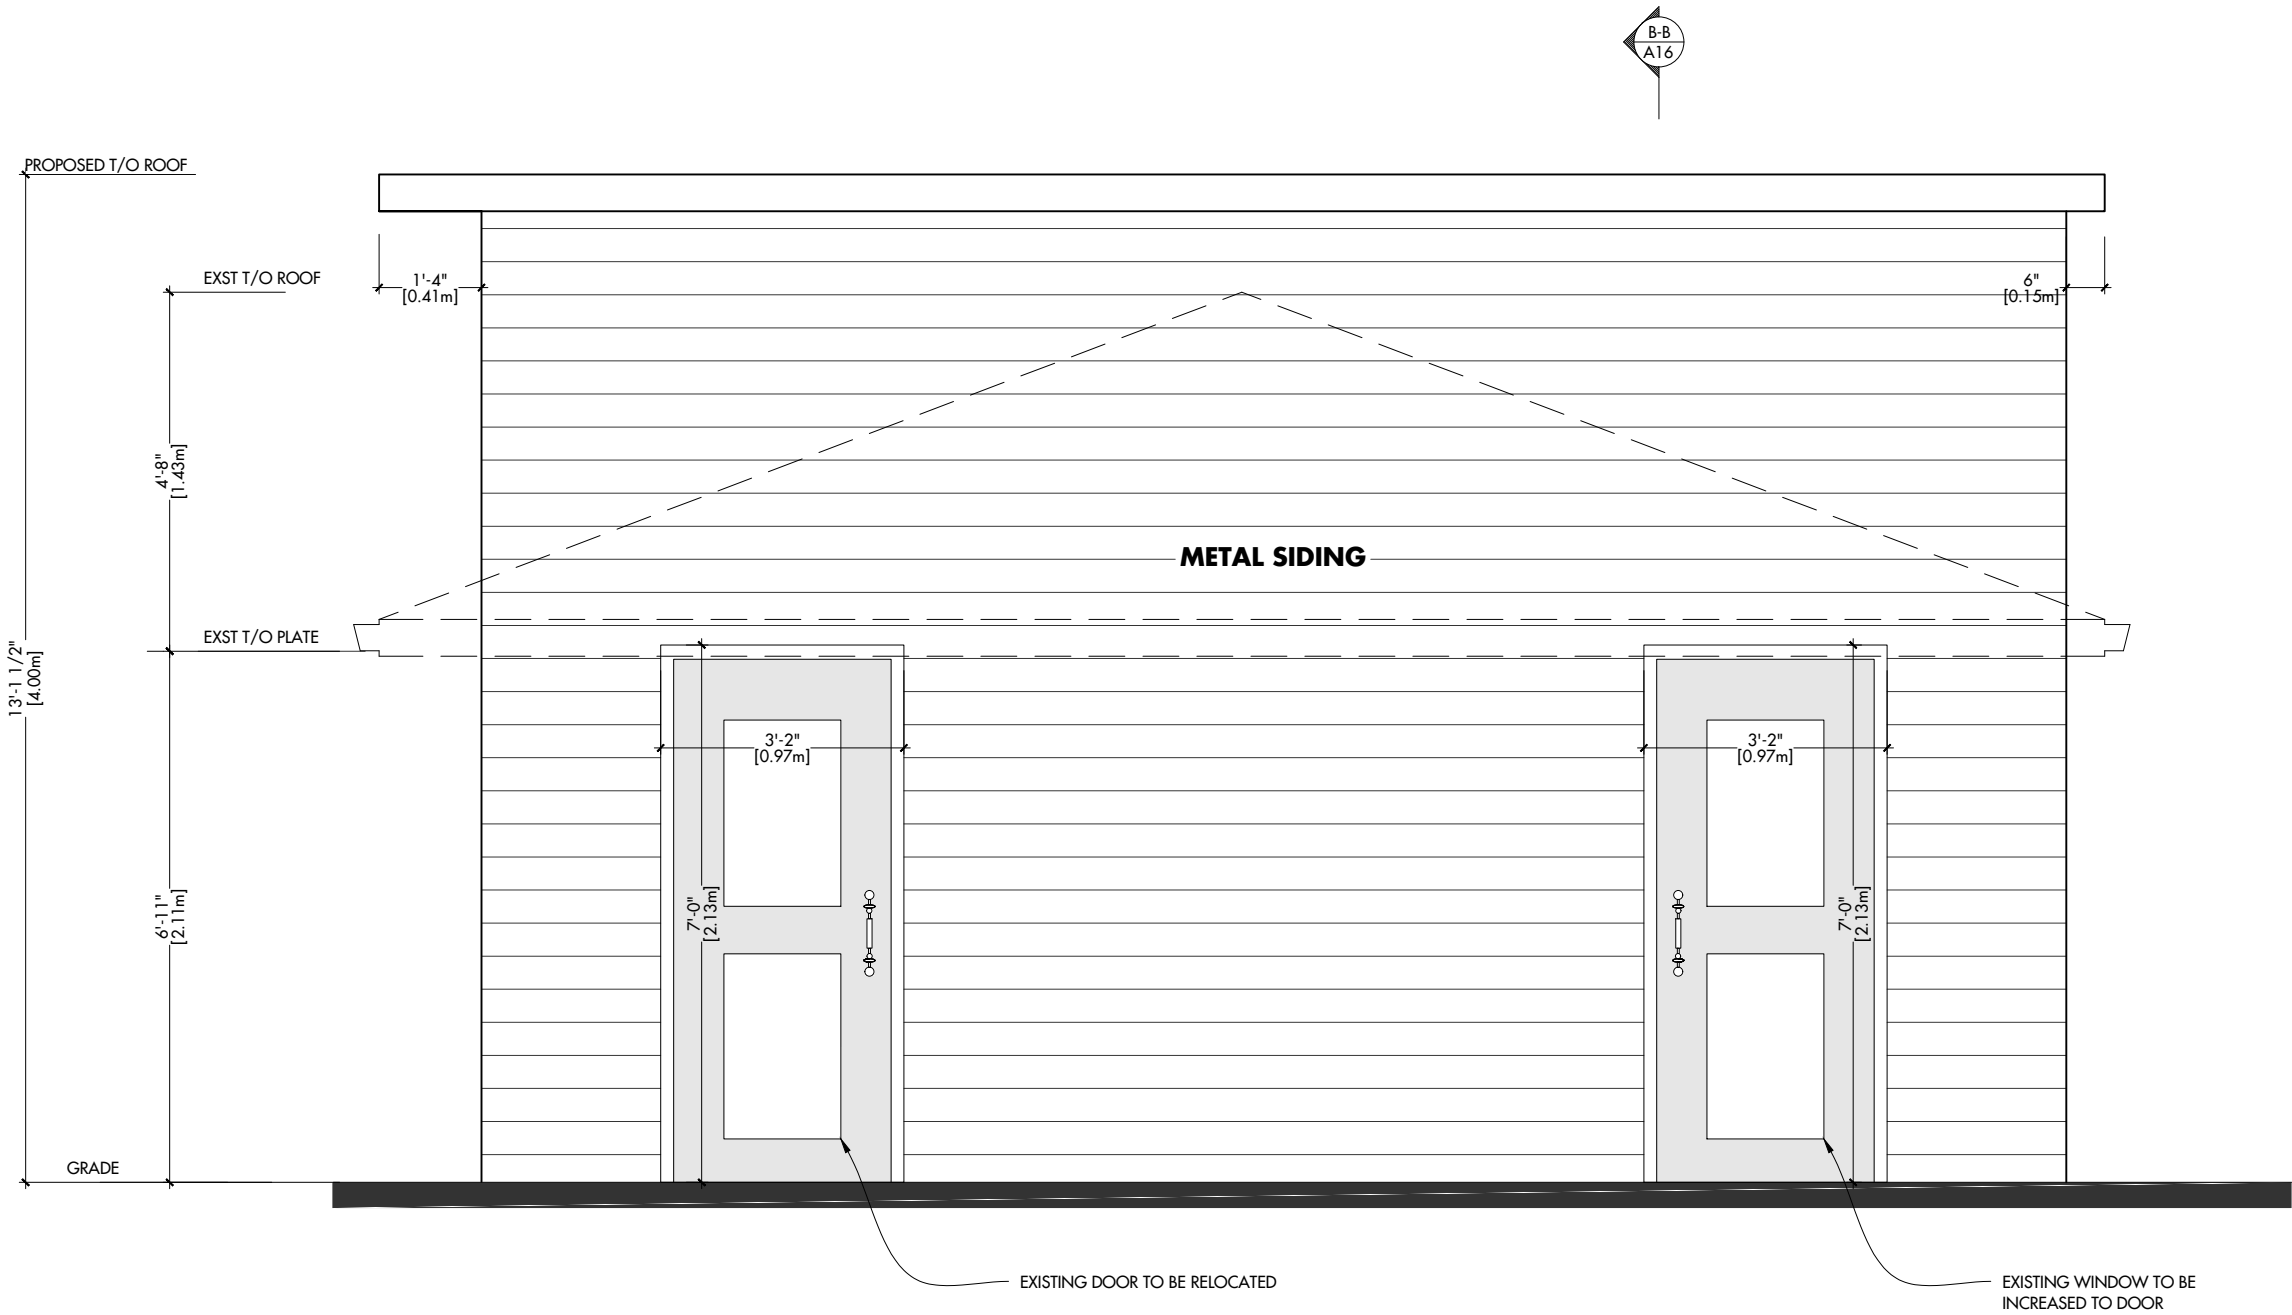 B-B
A16
PROPOSED T/O ROOF
EXST T/O ROOF
1'-4"
[0.41m]
6"
[0.15m]
4'-8"
[1.43m]
METAL SIDING
EXST T/O PLATE
13'-1 1/2"
[4.00m]
3'-2"
[0.97m]
3'-2"
[0.97m]
6'-11"
[2.11m]
7'-0"
[2.13m]
7'-0"
[2.13m]
GRADE
EXISTING DOOR TO BE RELOCATED
EXISTING WINDOW TO BE
INCREASED TO DOOR